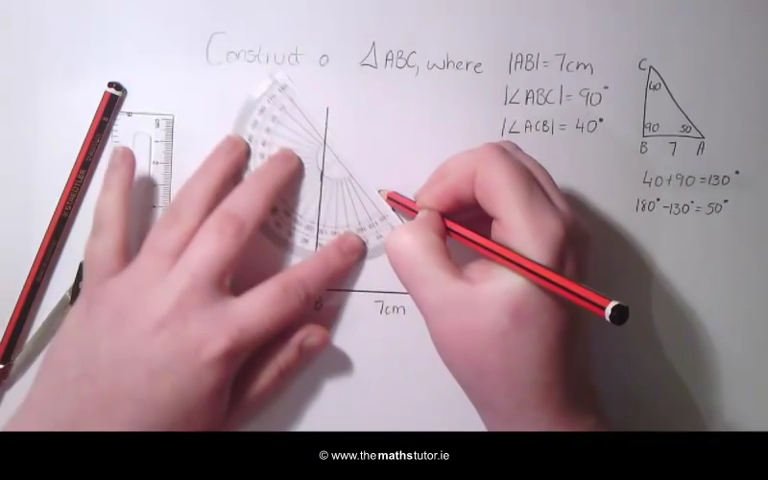 Construct a △ABC, where |AB| = 7cm
|∠ABC| = 90°
|∠ACB| = 40°
C
40
90 50
B 7 A
40+90=130°
180°-130°=50°
B 7cm
STAEDTLER
© www.themathstutor.ie